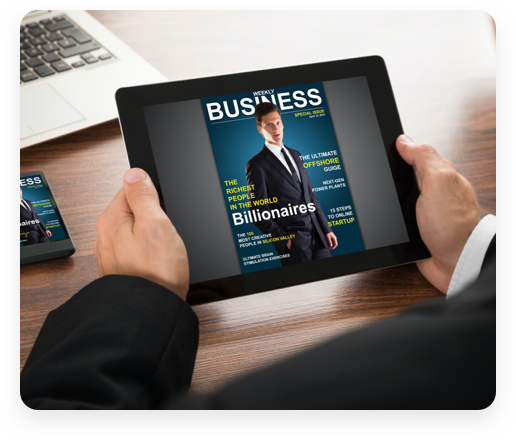 WEEKLY
BUSINESS
SPECIAL ISSUE
THE ULTIMATE
OFFSHORE
GUIDE
THE
RICHEST
PEOPLE
IN THE WORLD
NEXT-GEN
POWER PLANTS
Billionaires
15 STEPS
TO ONLINE
STARTUP
THE 100
MOST CREATIVE
PEOPLE IN SILICON VALLEY
ULTIMATE BRAIN
STIMULATION EXERCISES
NESS
Billionaires